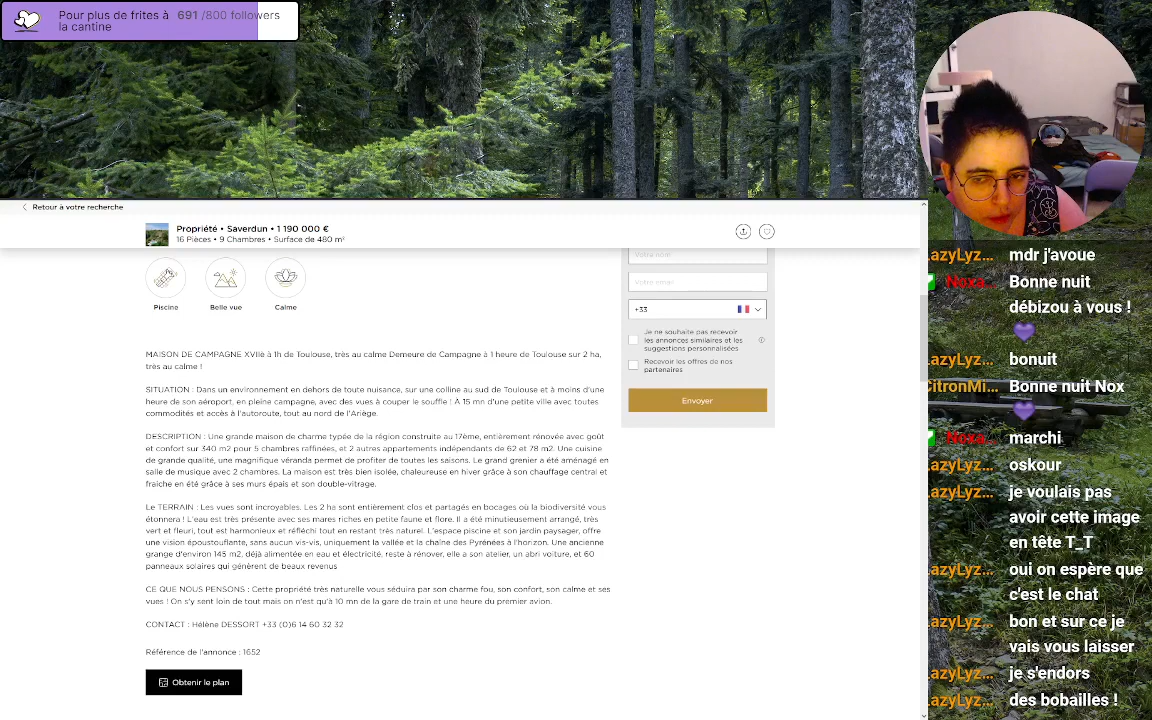 Pour plus de frites à
la cantine
691 /800 followers
Retour à votre recherche
Propriété • Saverdun • 1 190 000 €
16 Pièces • 9 Chambres • Surface de 480 m²
Piscine
Belle vue
Calme
Votre nom
Votre email
+33
Je ne souhaite pas recevoir
les annonces similaires et les
suggestions personnalisées
Recevoir les offres de nos
partenaires
Envoyer
MAISON DE CAMPAGNE XVIIè à 1h de Toulouse, très au calme Demeure de Campagne à 1 heure de Toulouse sur 2 ha,
très au calme !
SITUATION : Dans un environnement en dehors de toute nuisance, sur une colline au sud de Toulouse et à moins d'une
heure de son aéroport, en pleine campagne, avec des vues à couper le souffle ! À 15 mn d'une petite ville avec toutes
commodités et accès à l'autoroute, tout au nord de l'Ariège.
DESCRIPTION : Une grande maison de charme typée de la région construite au 17ème, entièrement rénovée avec goût
et confort sur 340 m2 pour 5 chambres raffinées, et 2 autres appartements indépendants de 62 et 78 m2. Une cuisine
de grande qualité, une magnifique véranda permet de profiter de toutes les saisons. Le grand grenier a été aménagé en
salle de musique avec 2 chambres. La maison est très bien isolée, chaleureuse en hiver grâce à son chauffage central et
fraîche en été grâce à ses murs épais et son double-vitrage.
Le TERRAIN : Les vues sont incroyables. Les 2 ha sont entièrement clos et partagés en bocages où la biodiversité vous
étonnera ! L'eau est très présente avec ses mares riches en petite faune et flore. Il a été minutieusement arrangé, très
vert et fleuri, tout est harmonieux et réfléchi tout en restant très naturel. L'espace piscine et son jardin paysager, offre
une vision époustouflante, sans aucun vis-vis, uniquement la vallée et la chaîne des Pyrénées à l'horizon. Une ancienne
grange d'environ 145 m2, déjà alimentée en eau et électricité, reste à rénover, elle a son atelier, un abri voiture, et 60
panneaux solaires qui génèrent de beaux revenus
CE QUE NOUS PENSONS : Cette propriété très naturelle vous séduira par son charme fou, son confort, son calme et ses
vues ! On s'y sent loin de tout mais on n'est qu'à 10 mn de la gare de train et une heure du premier avion.
CONTACT : Hélène DESSORT +33 (0)6 14 60 32 32
Référence de l'annonce : 1652
Obtenir le plan
LazyLyz... mdr j'avoue
Noxa... Bonne nuit
débizou à vous !
LazyLyz... bonuit
CitronMi... Bonne nuit Nox
Noxa... marchi
LazyLyz... oskour
LazyLyz... je voulais pas
avoir cette image
en tête T_T
LazyLyz... oui on espère que
c'est le chat
LazyLyz... bon et sur ce je
vais vous laisser
LazyLyz... je s'endors
LazyLyz... des bobailles !